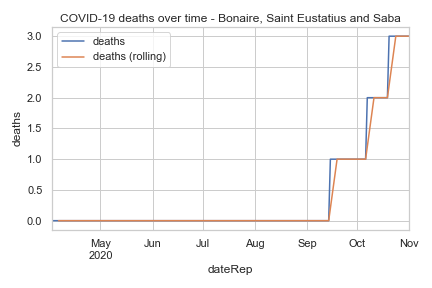 COVID-19 deaths over time - Bonaire, Saint Eustatius and Saba
deaths
deaths (rolling)
3.0
2.5
2.0
1.5
1.0
0.5
0.0
deaths
May
2020
Jun
Jul
Aug
Sep
Oct
Nov
dateRep